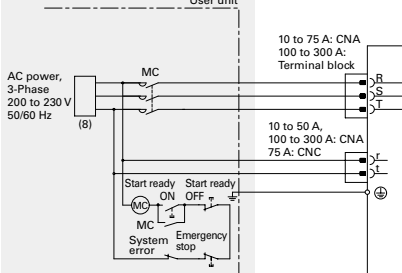 User unit
10 to 75 A: CNA
100 to 300 A:
Terminal block
AC power,
3-Phase
200 to 230 V
50/60 Hz
(8)
MC
R
S
T
10 to 50 A,
100 to 300 A: CNA
75 A: CNC
r
t
Start ready
ON
Start ready
OFF
MC
MC
System
error
Emergency
stop